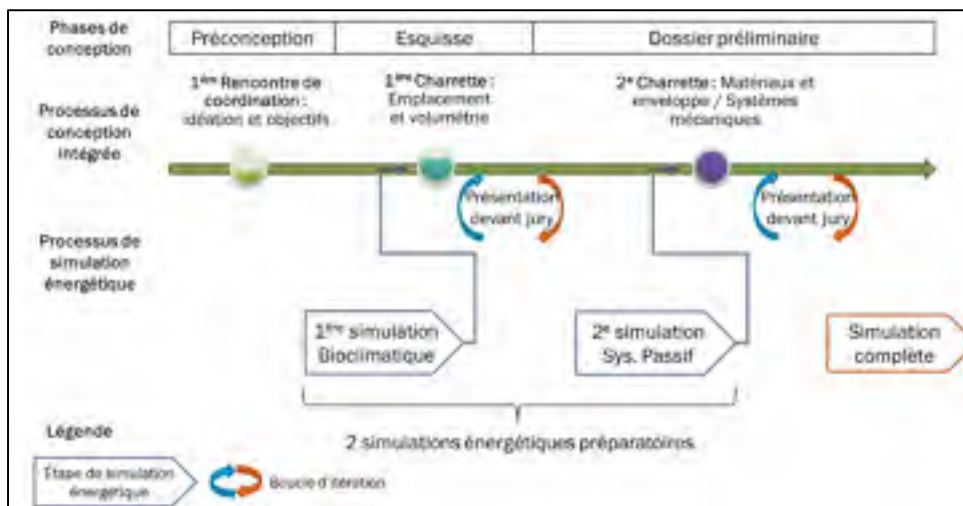 Phases de
conception
Préconception
Esquisse
Dossier préliminaire
Processus de
conception
intégrée
1ère Rencontre de
coordination :
idéation et objectifs
1ère Charrette :
Emplacement
et volumétrie
2e Charrette : Matériaux et
enveloppe / Systèmes
mécaniques
Présentation
devant jury
Présentation
devant jury
Processus de
simulation
énergétique
1ère simulation
Bioclimatique
2e simulation
Sys. Passif
Simulation
complète
2 simulations énergétiques préparatoires
Légende
Étape de simulation
énergétique
Boucle d'itération